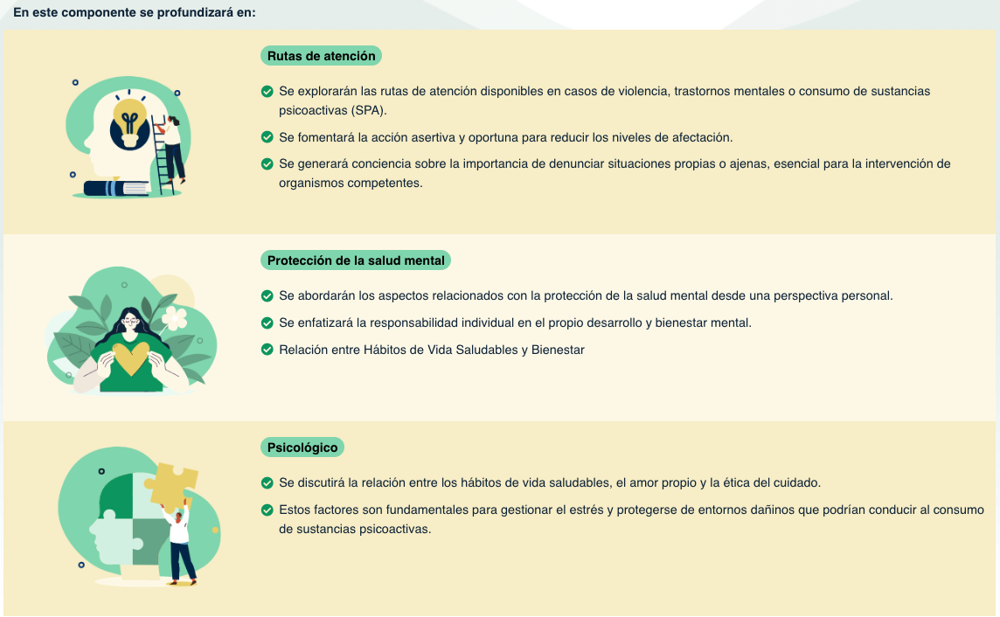 En este componente se profundizará en:
Rutas de atención
Se explorarán las rutas de atención disponibles en casos de violencia, trastornos mentales o consumo de sustancias
psicoactivas (SPA).
Se fomentará la acción asertiva y oportuna para reducir los niveles de afectación.
Se generará conciencia sobre la importancia de denunciar situaciones propias o ajenas, esencial para la intervención de
organismos competentes.
Protección de la salud mental
Se abordarán los aspectos relacionados con la protección de la salud mental desde una perspectiva personal.
Se enfatizará la responsabilidad individual en el propio desarrollo y bienestar mental.
Relación entre Hábitos de Vida Saludables y Bienestar
Psicológico
Se discutirá la relación entre los hábitos de vida saludables, el amor propio y la ética del cuidado.
Estos factores son fundamentales para gestionar el estrés y protegerse de entornos dañinos que podrían conducir al consumo
de sustancias psicoactivas.